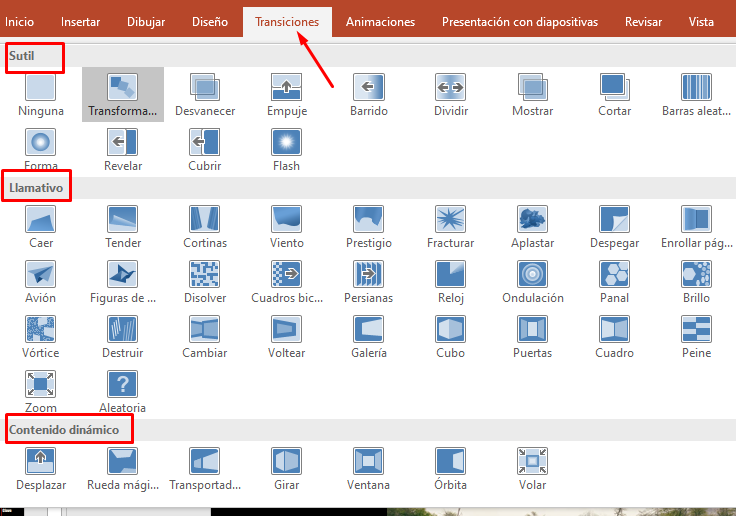 Inicio Insertar Dibujar Diseño Transiciones Animaciones Presentación con diapositivas Revisar Vista
Sutil
Ninguna Transforma... Desvanecer Empuje Barrido Dividir Mostrar Cortar Barras aleat...
Forma Revelar Cubrir Flash
Llamativo
Caer Tender Cortinas Viento Prestigio Fracturar Aplastar Despegar Enrollar pág...
Avión Figuras de ... Disolver Cuadros bic... Persianas Reloj Ondulación Panal Brillo
Vórtice Destruir Cambiar Voltear Galería Cubo Puertas Cuadro Peine
Zoom Aleatoria
Contenido dinámico
Desplazar Rueda mági... Transportad... Girar Ventana Órbita Volar